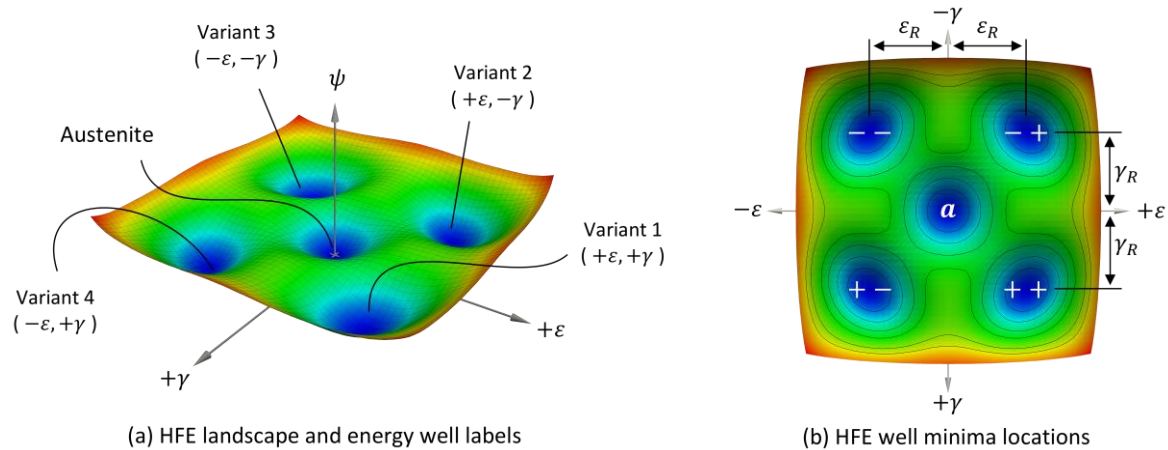 Variant 3
( −ε, −γ)
ψ
Variant 2
( +ε, −γ)
Austenite
Variant 1
( +ε, +γ)
Variant 4
( −ε, +γ)
+ε
+γ
(a) HFE landscape and energy well labels
−γ
ε_R ε_R
− − − +
γ_R
−ε a +ε
γ_R
+ − + +
+γ
(b) HFE well minima locations